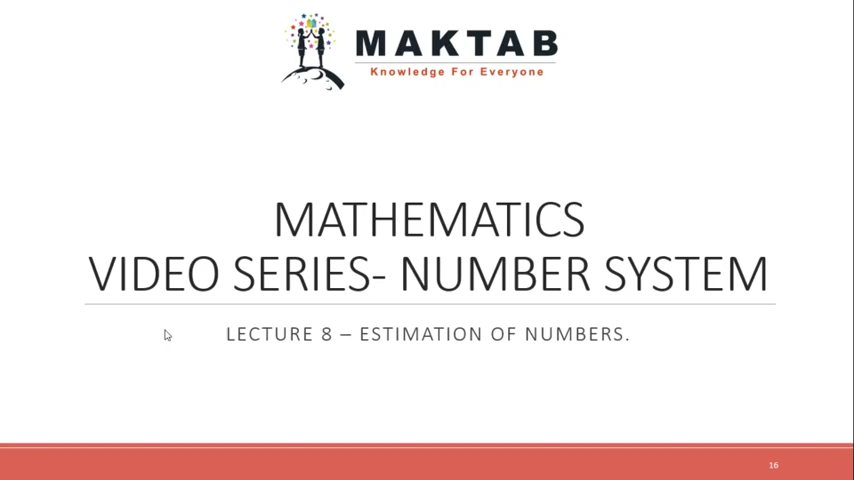 MAKTAB
Knowledge For Everyone
MATHEMATICS
VIDEO SERIES- NUMBER SYSTEM
LECTURE 8 – ESTIMATION OF NUMBERS.
16